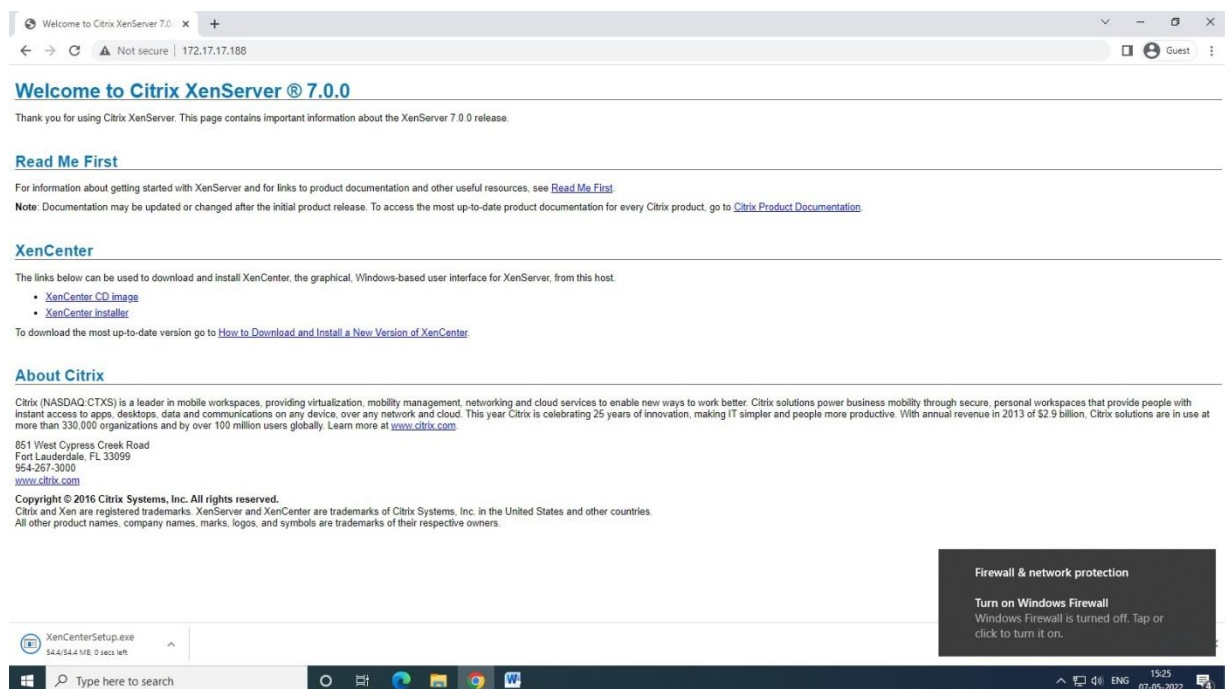 Welcome to Citrix XenServer 7.0
Not secure | 172.17.17.188
Guest
Welcome to Citrix XenServer ® 7.0.0
Thank you for using Citrix XenServer. This page contains important information about the XenServer 7.0.0 release.
Read Me First
For information about getting started with XenServer and for links to product documentation and other useful resources, see Read Me First.
Note: Documentation may be updated or changed after the initial product release. To access the most up-to-date product documentation for every Citrix product, go to Citrix Product Documentation.
XenCenter
The links below can be used to download and install XenCenter, the graphical, Windows-based user interface for XenServer, from this host.
• XenCenter CD image
• XenCenter installer
To download the most up-to-date version go to How to Download and Install a New Version of XenCenter.
About Citrix
Citrix (NASDAQ:CTXS) is a leader in mobile workspaces, providing virtualization, mobility management, networking and cloud services to enable new ways to work better. Citrix solutions power business mobility through secure, personal workspaces that provide people with
instant access to apps, desktops, data and communications on any device, over any network and cloud. This year Citrix is celebrating 25 years of innovation, making IT simpler and people more productive. With annual revenue in 2013 of $2.9 billion, Citrix solutions are in use at
more than 330,000 organizations and by over 100 million users globally. Learn more at www.citrix.com.
851 West Cypress Creek Road
Fort Lauderdale, FL 33099
954-267-3000
www.citrix.com
Copyright © 2016 Citrix Systems, Inc. All rights reserved.
Citrix and Xen are registered trademarks. XenServer and XenCenter are trademarks of Citrix Systems, Inc. in the United States and other countries.
All other product names, company names, marks, logos, and symbols are trademarks of their respective owners.
Firewall & network protection
Turn on Windows Firewall
Windows Firewall is turned off. Tap or
click to turn it on.
XenCenterSetup.exe
54.4/54.4 MB, 0 secs left
Type here to search
ENG
15:25
07-05-2022
4